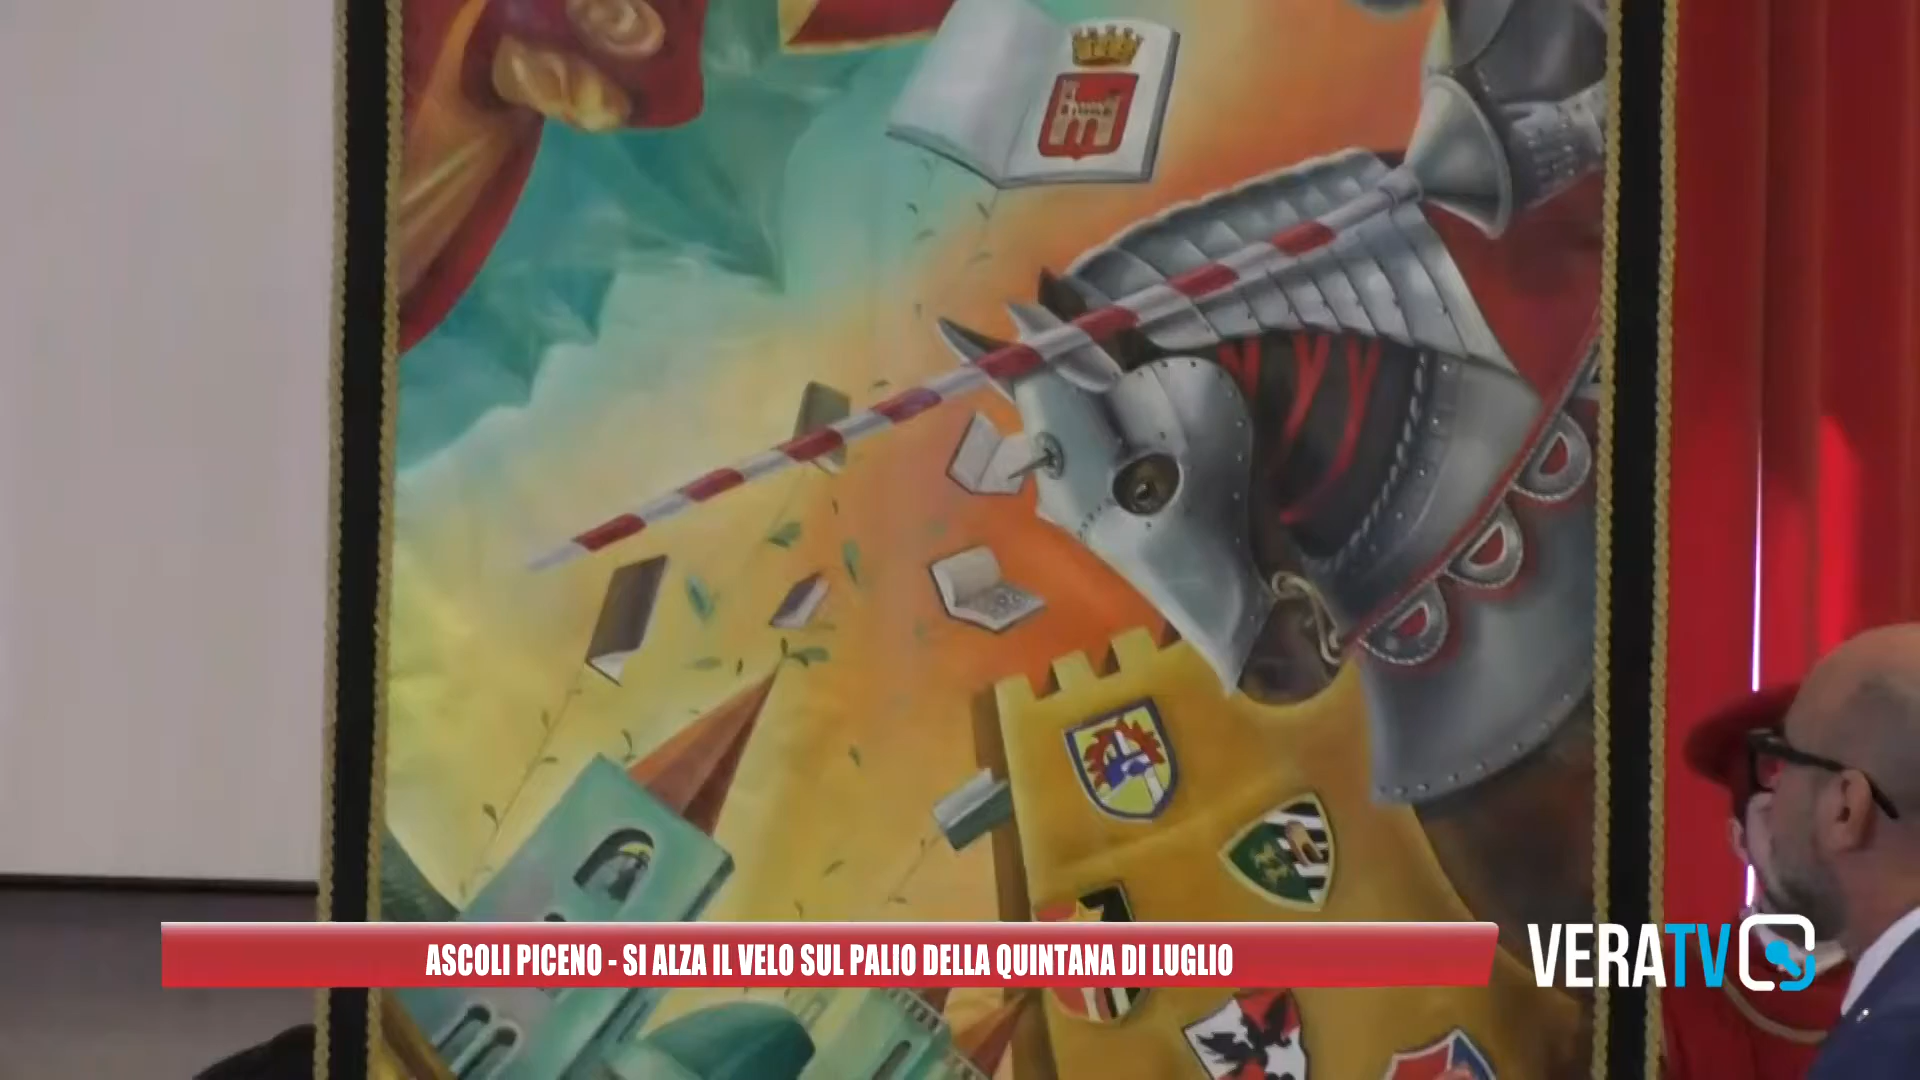 ASCOLI PICENO - SI ALZA IL VELO SUL PALIO DELLA QUINTANA DI LUGLIO
VERATV